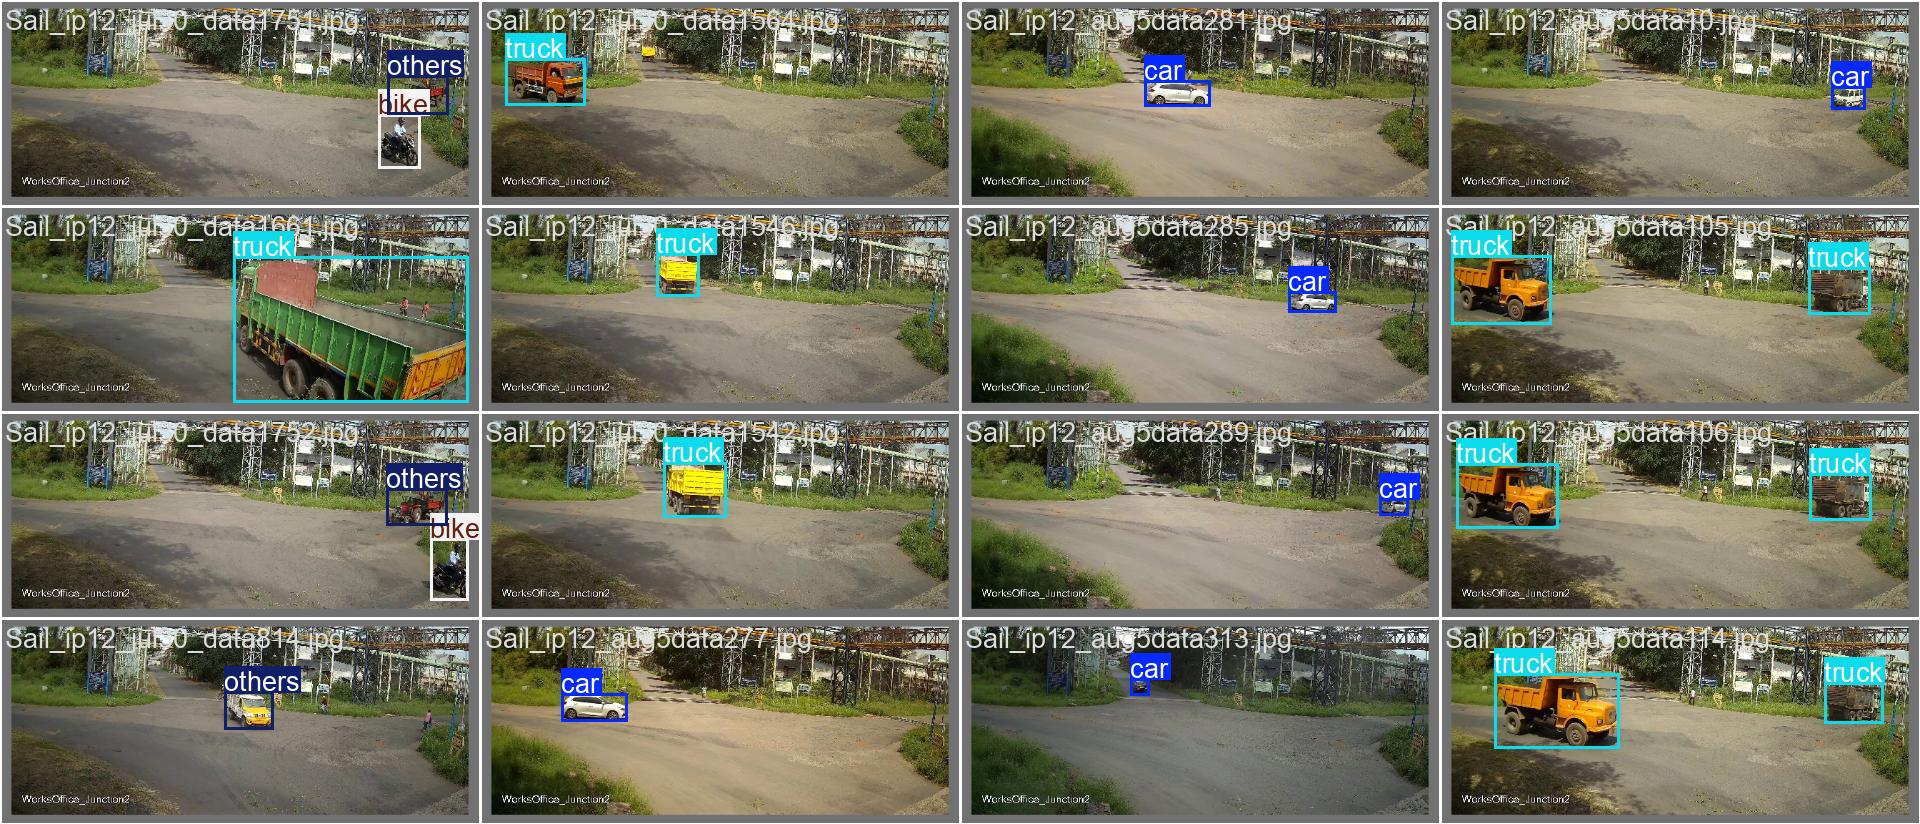 Sail_ip12_jul30_data1751.jpg
others
bike
WorksOffice_Junction2
Sail_ip12_jul30_data1564.jpg
truck
WorksOffice_Junction2
Sail_ip12_aug5data281.jpg
car
WorksOffice_Junction2
Sail_ip12_aug5data10.jpg
car
WorksOffice_Junction2
Sail_ip12_jul30_data1661.jpg
truck
WorksOffice_Junction2
Sail_ip12_jul30_data1546.jpg
truck
WorksOffice_Junction2
Sail_ip12_aug5data285.jpg
car
WorksOffice_Junction2
Sail_ip12_aug5data105.jpg
truck
truck
WorksOffice_Junction2
Sail_ip12_jul30_data1752.jpg
others
bike
WorksOffice_Junction2
Sail_ip12_jul30_data1542.jpg
truck
WorksOffice_Junction2
Sail_ip12_aug5data289.jpg
car
WorksOffice_Junction2
Sail_ip12_aug5data106.jpg
truck
truck
WorksOffice_Junction2
Sail_ip12_jul30_data814.jpg
others
WorksOffice_Junction2
Sail_ip12_aug5data277.jpg
car
WorksOffice_Junction2
Sail_ip12_aug5data313.jpg
car
WorksOffice_Junction2
Sail_ip12_aug5data114.jpg
truck
truck
WorksOffice_Junction2